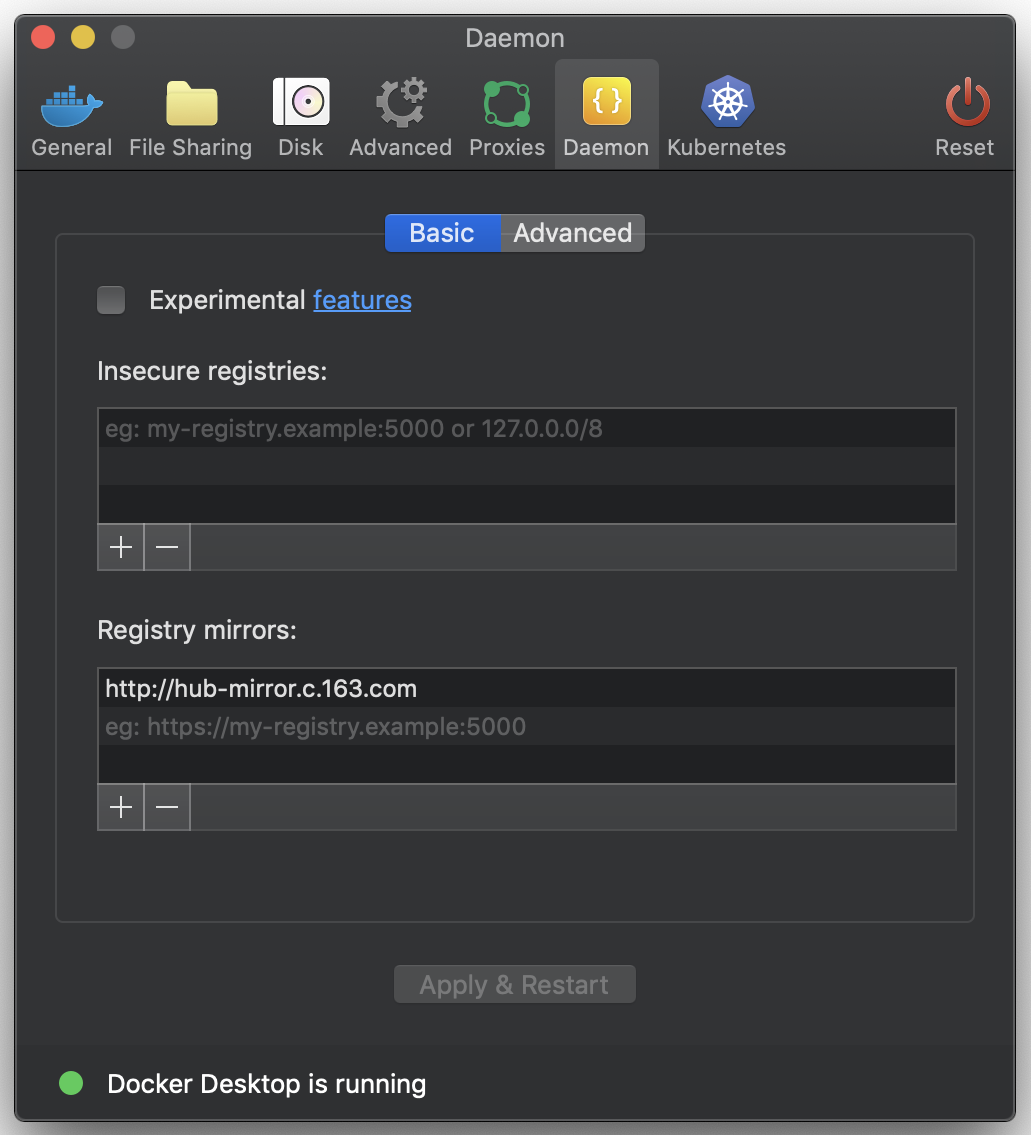 Daemon
General File Sharing Disk Advanced Proxies Daemon Kubernetes Reset
Basic Advanced
Experimental features
Insecure registries:
eg: my-registry.example:5000 or 127.0.0.0/8
Registry mirrors:
http://hub-mirror.c.163.com
eg: https://my-registry.example:5000
Apply & Restart
Docker Desktop is running